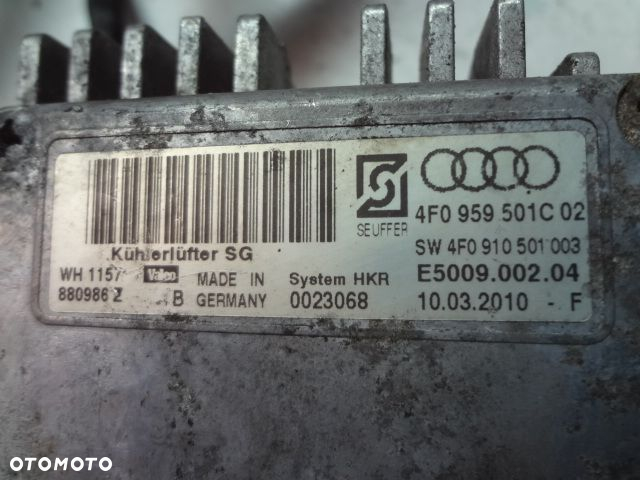 SEUFFER
4F0 959 501C 02
Kühlerlüfter SG
SW 4F0 910 501 003
WH 1157 Valeo MADE IN System HKR E5009.002.04
880986 Z B GERMANY 0023068 10.03.2010 - F
OTOMOTO